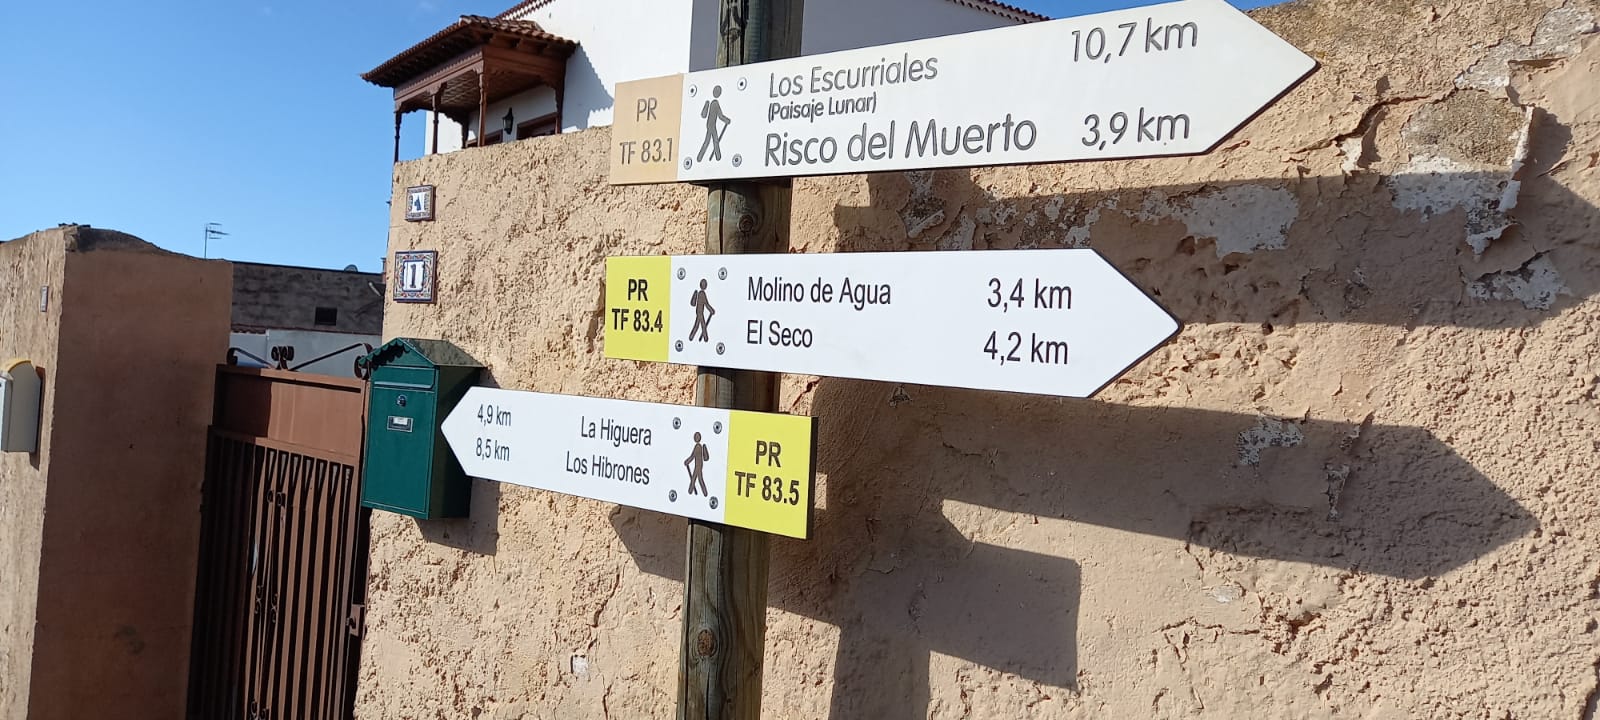 PR
TF 83.1
Los Escurriales
(Paisaje Lunar)
10,7 km
Risco del Muerto
3,9 km
PR
TF 83.4
Molino de Agua
3,4 km
El Seco
4,2 km
4,9 km
La Higuera
8,5 km
Los Hibrones
PR
TF 83.5
1